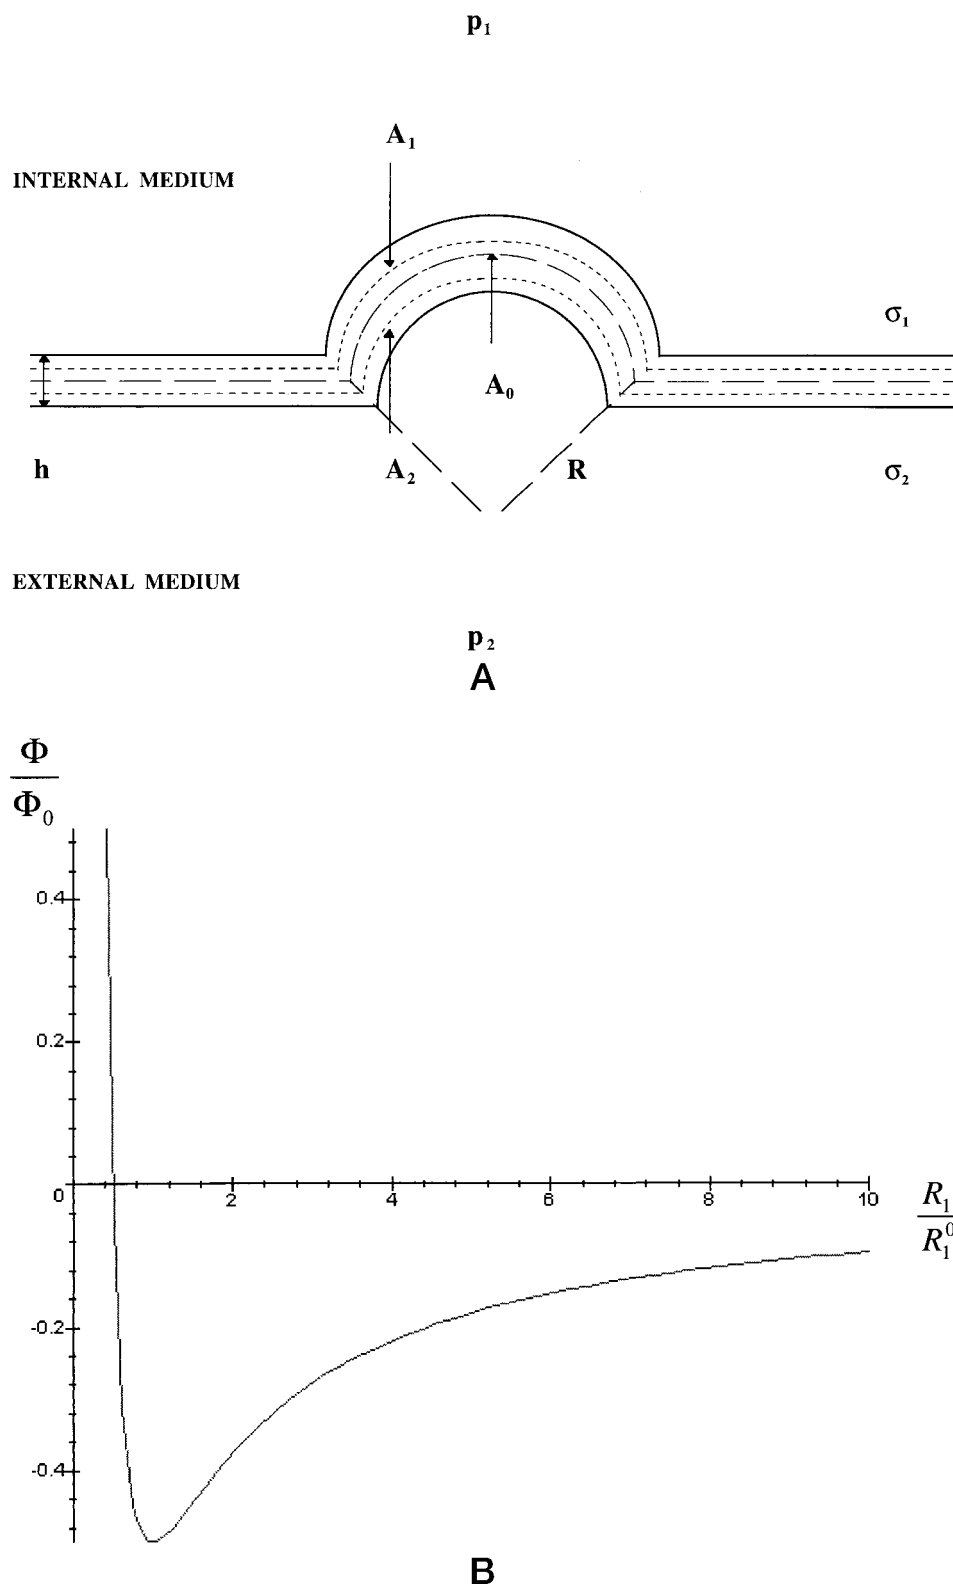 p₁
A₁
INTERNAL MEDIUM
σ₁
A₀
h
A₂
R
σ₂
EXTERNAL MEDIUM
p₂
A
Φ
Φ₀
0.4
0.2
0
2
4
6
8
10
R₁
R₁⁰
-0.2
-0.4
B